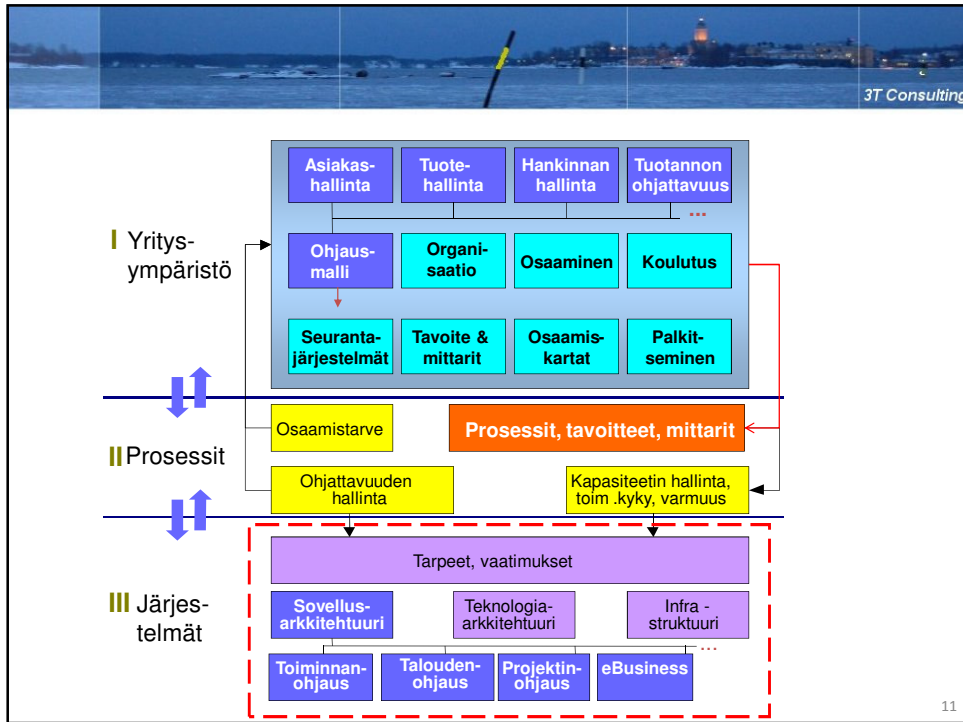 3T Consulting
Asiakas-
hallinta
Tuote-
hallinta
Hankinnan
hallinta
Tuotannon
ohjattavuus
...
I Yritys-
ympäristö
Ohjaus-
malli
Organi-
saatio
Osaaminen
Koulutus
Seuranta-
järjestelmät
Tavoite &
mittarit
Osaamis-
kartat
Palkit-
seminen
Osaamistarve
Prosessit, tavoitteet, mittarit
II Prosessit
Ohjattavuuden
hallinta
Kapasiteetin hallinta,
toim .kyky, varmuus
Tarpeet, vaatimukset
III Järjes-
telmät
Sovellus-
arkkitehtuuri
Teknologia-
arkkitehtuuri
Infra -
struktuuri
...
Toiminnan-
ohjaus
Talouden-
ohjaus
Projektin-
ohjaus
eBusiness
11